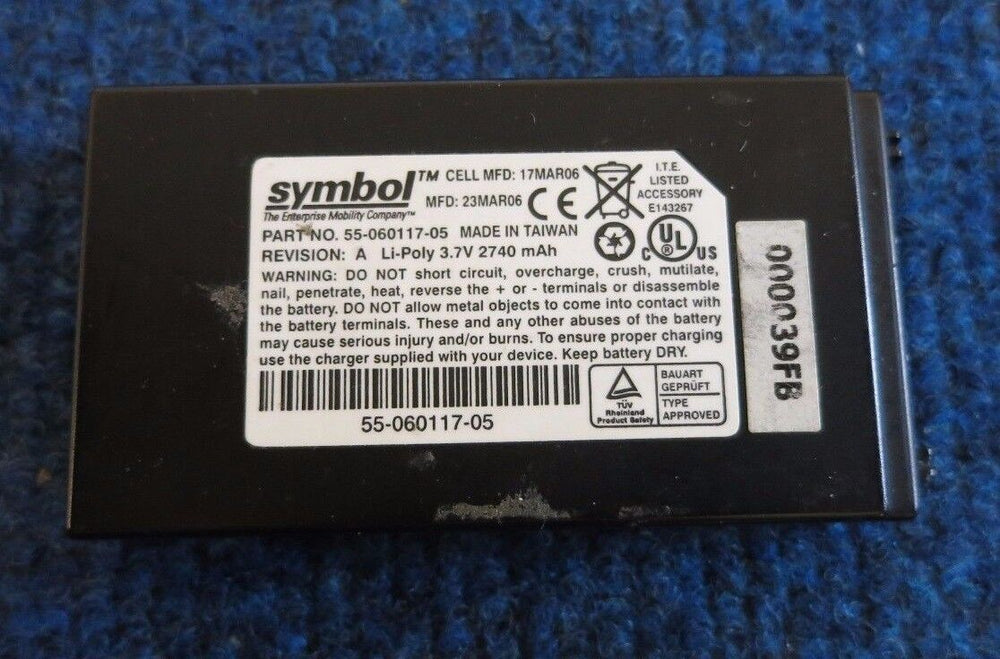 symbol™ CELL MFD: 17MAR06
The Enterprise Mobility Company™ MFD: 23MAR06 CE
I.T.E.
LISTED
ACCESSORY
E143267
PART NO. 55-060117-05 MADE IN TAIWAN
REVISION: A Li-Poly 3.7V 2740 mAh
C UL ® US
WARNING: DO NOT short circuit, overcharge, crush, mutilate,
nail, penetrate, heat, reverse the + or - terminals or disassemble
the battery. DO NOT allow metal objects to come into contact with
the battery terminals. These and any other abuses of the battery
may cause serious injury and/or burns. To ensure proper charging
use the charger supplied with your device. Keep battery DRY.
55-060117-05
TÜV
Rheinland
Product Safety
BAUART
GEPRÜFT
TYPE
APPROVED
000039FB